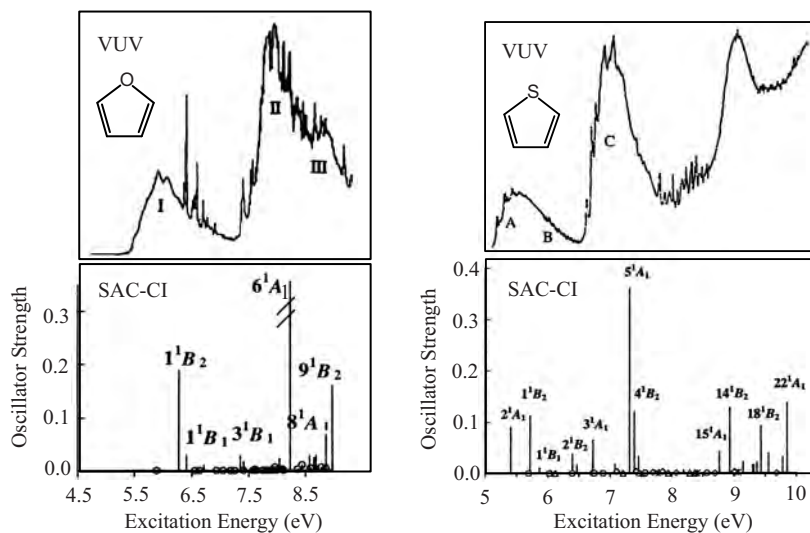 VUV
O
I
II
III
SAC-CI
6¹A₁
1¹B₂
9¹B₂
1¹B₁
3¹B₁
8¹A₁
0.3
0.2
0.1
0.0
Oscillator Strength
4.5
5.5
6.5
7.5
8.5
Excitation Energy (eV)
VUV
S
A
B
C
SAC-CI
5¹A₁
2¹A₁
1¹B₂
1¹B₁
2¹B₂
3¹A₁
4¹B₂
15¹A₁
14¹B₂
18¹B₂
22¹A₁
0.4
0.3
0.2
0.1
0.0
Oscillator Strength
5
6
7
8
9
10
Excitation Energy (eV)